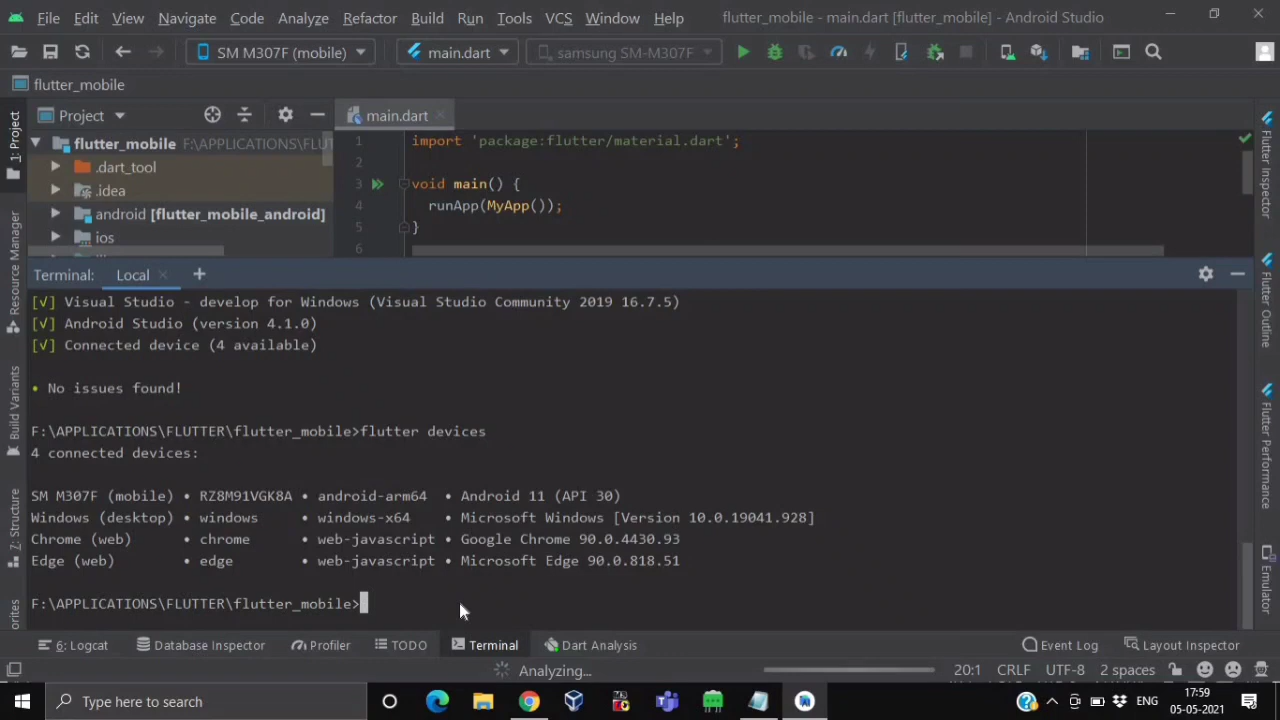 File Edit View Navigate Code Analyze Refactor Build Run Tools VCS Window Help flutter_mobile - main.dart [flutter_mobile] - Android Studio
SM M307F (mobile) main.dart samsung SM-M307F
flutter_mobile
Project main.dart
flutter_mobile F:\APPLICATIONS\FLUT
.dart_tool
.idea
android [flutter_mobile_android]
ios
1 import 'package:flutter/material.dart';
2
3 void main() {
4 runApp(MyApp());
5 }
6
1: Project
Resource Manager
Build Variants
7: Structure
Flutter Inspector
Flutter Outline
Flutter Performance
Emulator
Terminal: Local +
[√] Visual Studio - develop for Windows (Visual Studio Community 2019 16.7.5)
[√] Android Studio (version 4.1.0)
[√] Connected device (4 available)
• No issues found!
F:\APPLICATIONS\FLUTTER\flutter_mobile>flutter devices
4 connected devices:
SM M307F (mobile) • RZ8M91VGK8A • android-arm64 • Android 11 (API 30)
Windows (desktop) • windows • windows-x64 • Microsoft Windows [Version 10.0.19041.928]
Chrome (web) • chrome • web-javascript • Google Chrome 90.0.4430.93
Edge (web) • edge • web-javascript • Microsoft Edge 90.0.818.51
F:\APPLICATIONS\FLUTTER\flutter_mobile>
6: Logcat Database Inspector Profiler TODO Terminal Dart Analysis Event Log Layout Inspector
Analyzing... 20:1 CRLF UTF-8 2 spaces
Type here to search ENG 17:59
05-05-2021